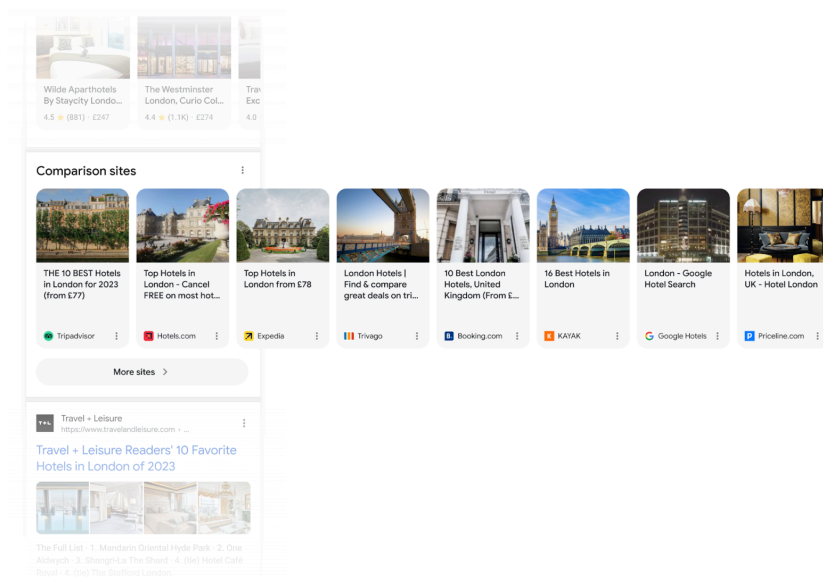 Wilde Aparthotels
By Staycity Londo...
4.5 ★ (881) · £247
The Westminster
London, Curio Col...
4.4 ★ (1.1K) · £274
Trav
Exc
4.0
Comparison sites
THE 10 BEST Hotels
in London for 2023
(from £77)
Tripadvisor
Top Hotels in
London - Cancel
FREE on most hot...
Hotels.com
Top Hotels in
London from £78
Expedia
London Hotels |
Find & compare
great deals on tri...
Trivago
10 Best London
Hotels, United
Kingdom (From £...
B.
Booking.com
16 Best Hotels in
London
K
KAYAK
London - Google
Hotel Search
G
Google Hotels
Hotels in London,
UK - Hotel London
P
Priceline.com
More sites >
T+L
Travel + Leisure
https://www.travelandleisure.com › ...
Travel + Leisure Readers' 10 Favorite
Hotels in London of 2023
The Full List · 1. Mandarin Oriental Hyde Park · 2. One
Aldwych · 3. Shangri-La The Shard · 4. (tie) Hotel Café
Royal · 4. (tie) The Stafford London